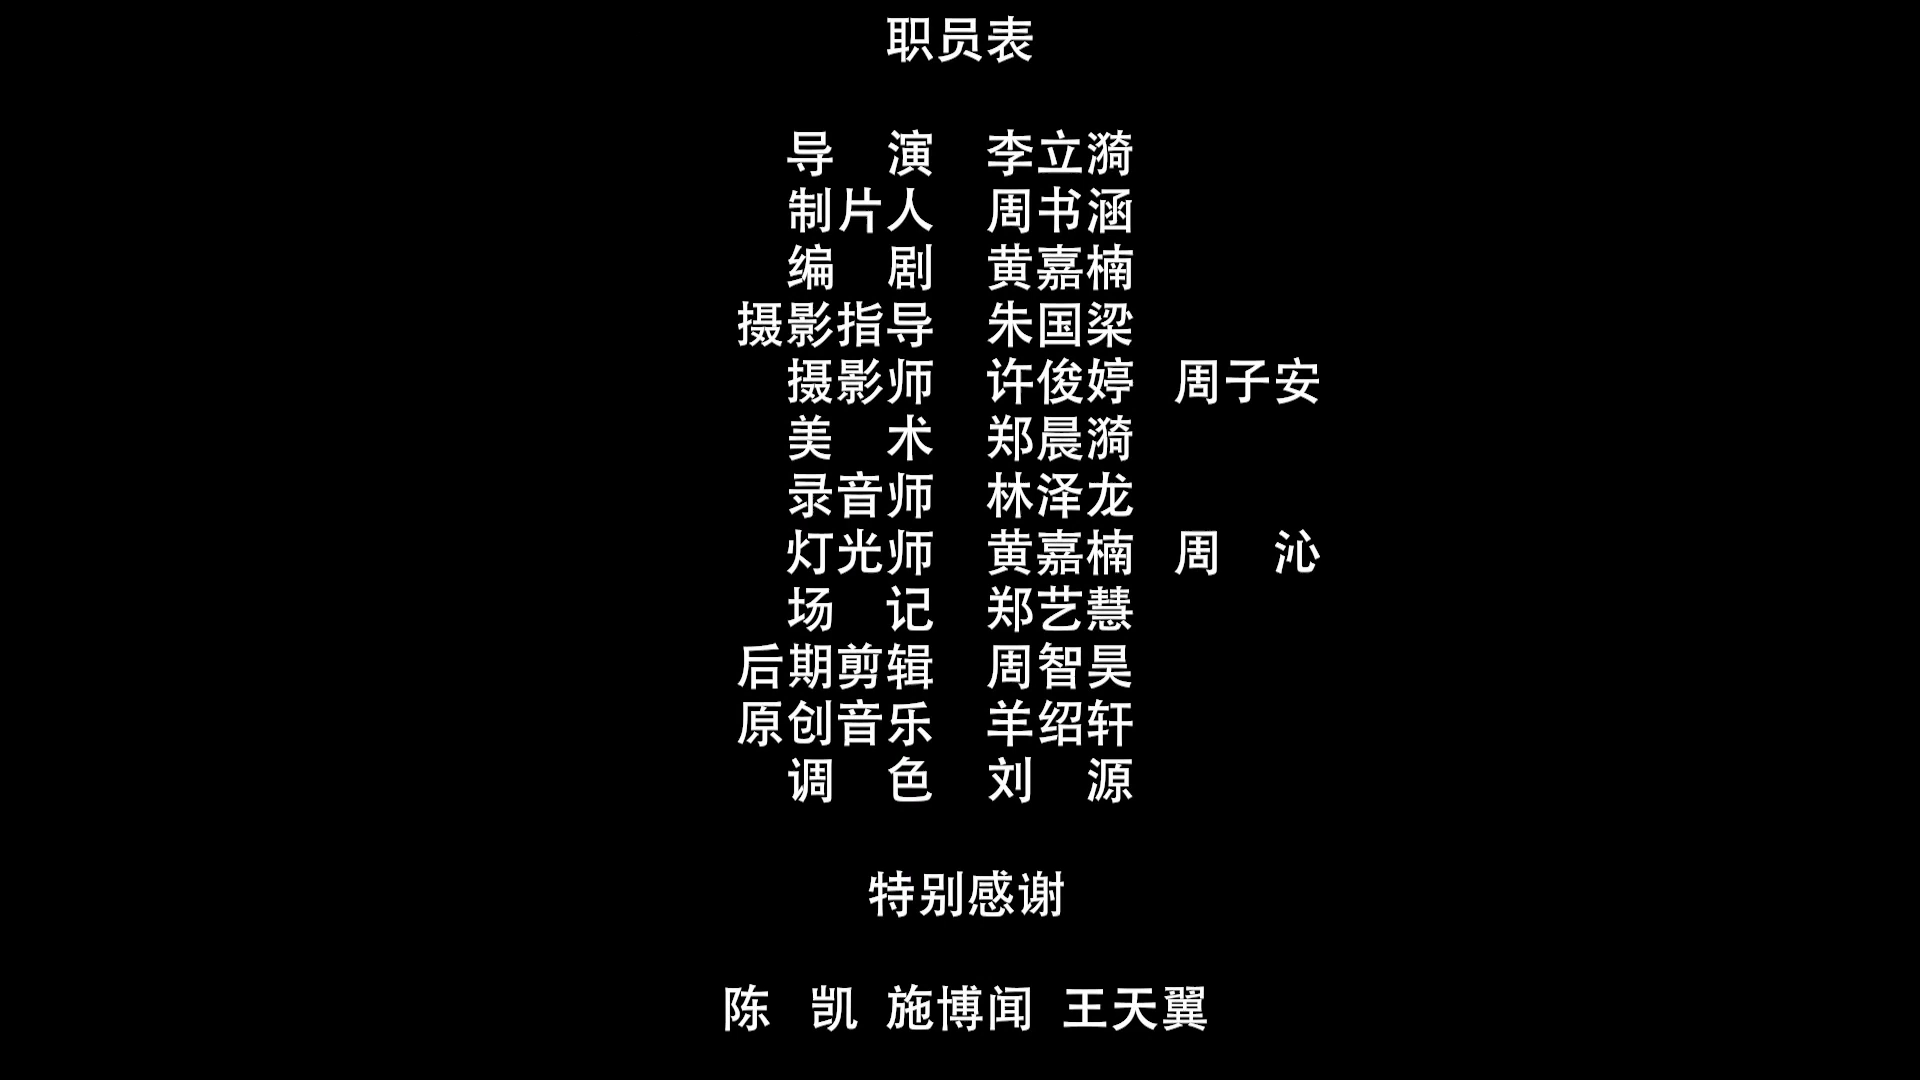 职员表
导 演 李立漪
制片人 周书涵
编 剧 黄嘉楠
摄影指导 朱国梁
摄影师 许俊婷 周子安
美 术 郑晨漪
录音师 林泽龙
灯光师 黄嘉楠 周 沁
场 记 郑艺慧
后期剪辑 周智昊
原创音乐 羊绍轩
调 色 刘 源
特别感谢
陈 凯 施博闻 王天翼